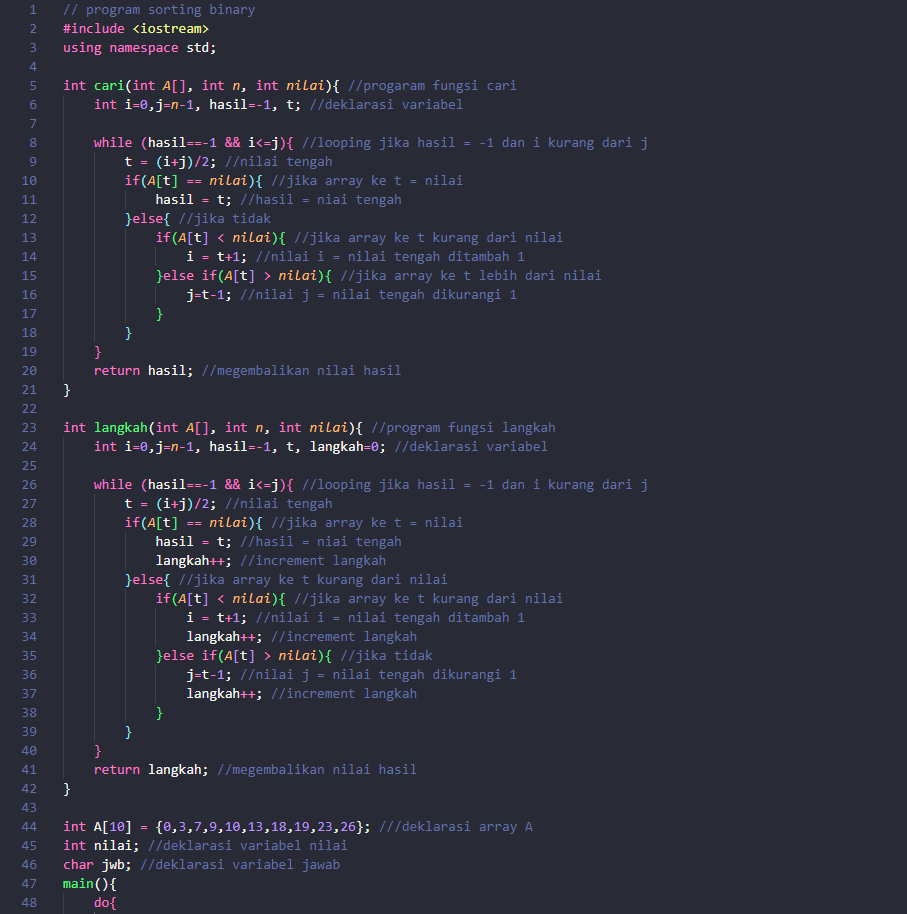 1 // program sorting binary
2 #include <iostream>
3 using namespace std;
4
5 int cari(int A[], int n, int nilai){ //progaram fungsi cari
6 int i=0,j=n-1, hasil=-1, t; //deklarasi variabel
7
8 while (hasil==-1 && i<=j){ //looping jika hasil = -1 dan i kurang dari j
9 t = (i+j)/2; //nilai tengah
10 if(A[t] == nilai){ //jika array ke t = nilai
11 hasil = t; //hasil = niai tengah
12 }else{ //jika tidak
13 if(A[t] < nilai){ //jika array ke t kurang dari nilai
14 i = t+1; //nilai i = nilai tengah ditambah 1
15 }else if(A[t] > nilai){ //jika array ke t lebih dari nilai
16 j=t-1; //nilai j = nilai tengah dikurangi 1
17 }
18 }
19 }
20 return hasil; //megembalikan nilai hasil
21 }
22
23 int langkah(int A[], int n, int nilai){ //program fungsi langkah
24 int i=0,j=n-1, hasil=-1, t, langkah=0; //deklarasi variabel
25
26 while (hasil==-1 && i<=j){ //looping jika hasil = -1 dan i kurang dari j
27 t = (i+j)/2; //nilai tengah
28 if(A[t] == nilai){ //jika array ke t = nilai
29 hasil = t; //hasil = niai tengah
30 langkah++; //increment langkah
31 }else{ //jika array ke t kurang dari nilai
32 if(A[t] < nilai){ //jika array ke t kurang dari nilai
33 i = t+1; //nilai i = nilai tengah ditambah 1
34 langkah++; //increment langkah
35 }else if(A[t] > nilai){ //jika tidak
36 j=t-1; //nilai j = nilai tengah dikurangi 1
37 langkah++; //increment langkah
38 }
39 }
40 }
41 return langkah; //megembalikan nilai hasil
42 }
43
44 int A[10] = {0,3,7,9,10,13,18,19,23,26}; ///deklarasi array A
45 int nilai; //deklarasi variabel nilai
46 char jwb; //deklarasi variabel jawab
47 main(){
48 do{